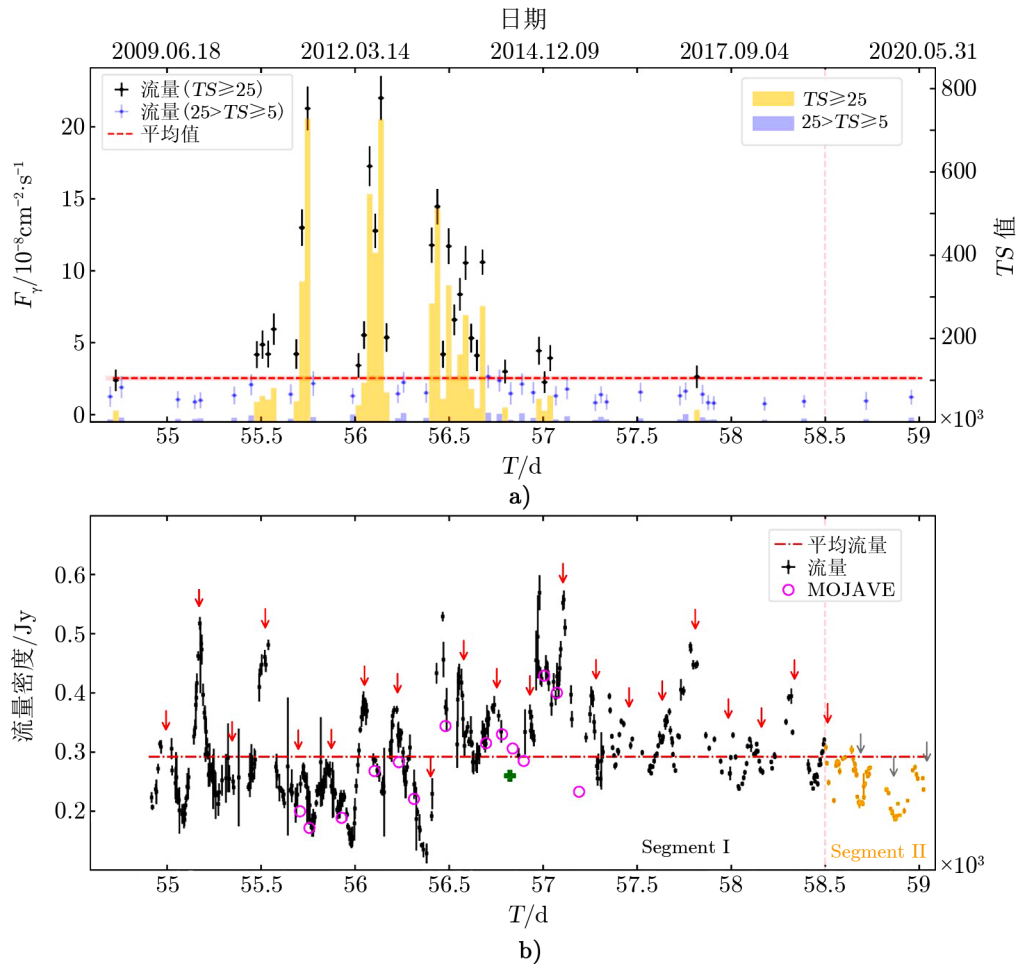 日期
2009.06.18 2012.03.14 2014.12.09 2017.09.04 2020.05.31
流量(TS≥25)
流量(25>TS≥5)
平均值
TS≥25
25>TS≥5
20
15
10
5
0
F_γ/10⁻⁸cm⁻²·s⁻¹
800
600
400
200
TS 值
×10³
55 55.5 56 56.5 57 57.5 58 58.5 59
T/d
a)
平均流量
流量
MOJAVE
0.6
0.5
0.4
0.3
0.2
流量密度/Jy
Segment I
Segment II
×10³
55 55.5 56 56.5 57 57.5 58 58.5 59
T/d
b)